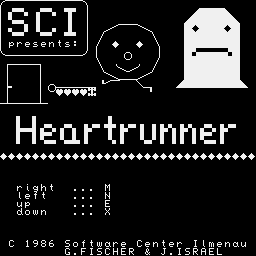 SCI
presents:
Heartrunner
right ... M
left ... N
up ... E
down ... X
C 1986 Software Center Ilmenau
G.FISCHER & J.ISRAEL